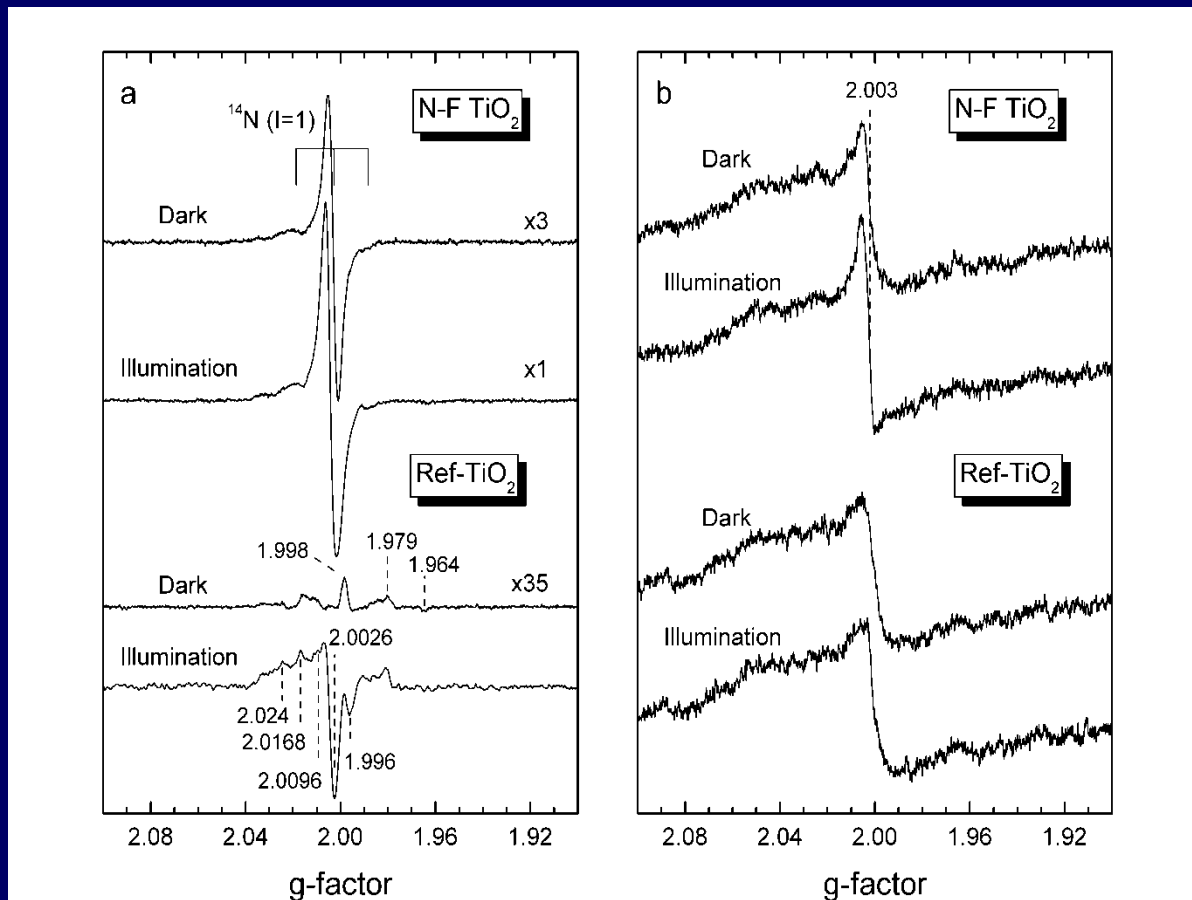 a
N-F TiO₂
¹⁴N (I=1)
Dark
x3
Illumination
x1
Ref-TiO₂
1.998
1.979
1.964
Dark
x35
2.0026
Illumination
2.024
2.0168
2.0096
1.996
2.08 2.04 2.00 1.96 1.92
g-factor
b
2.003
N-F TiO₂
Dark
Illumination
Ref-TiO₂
Dark
Illumination
2.08 2.04 2.00 1.96 1.92
g-factor